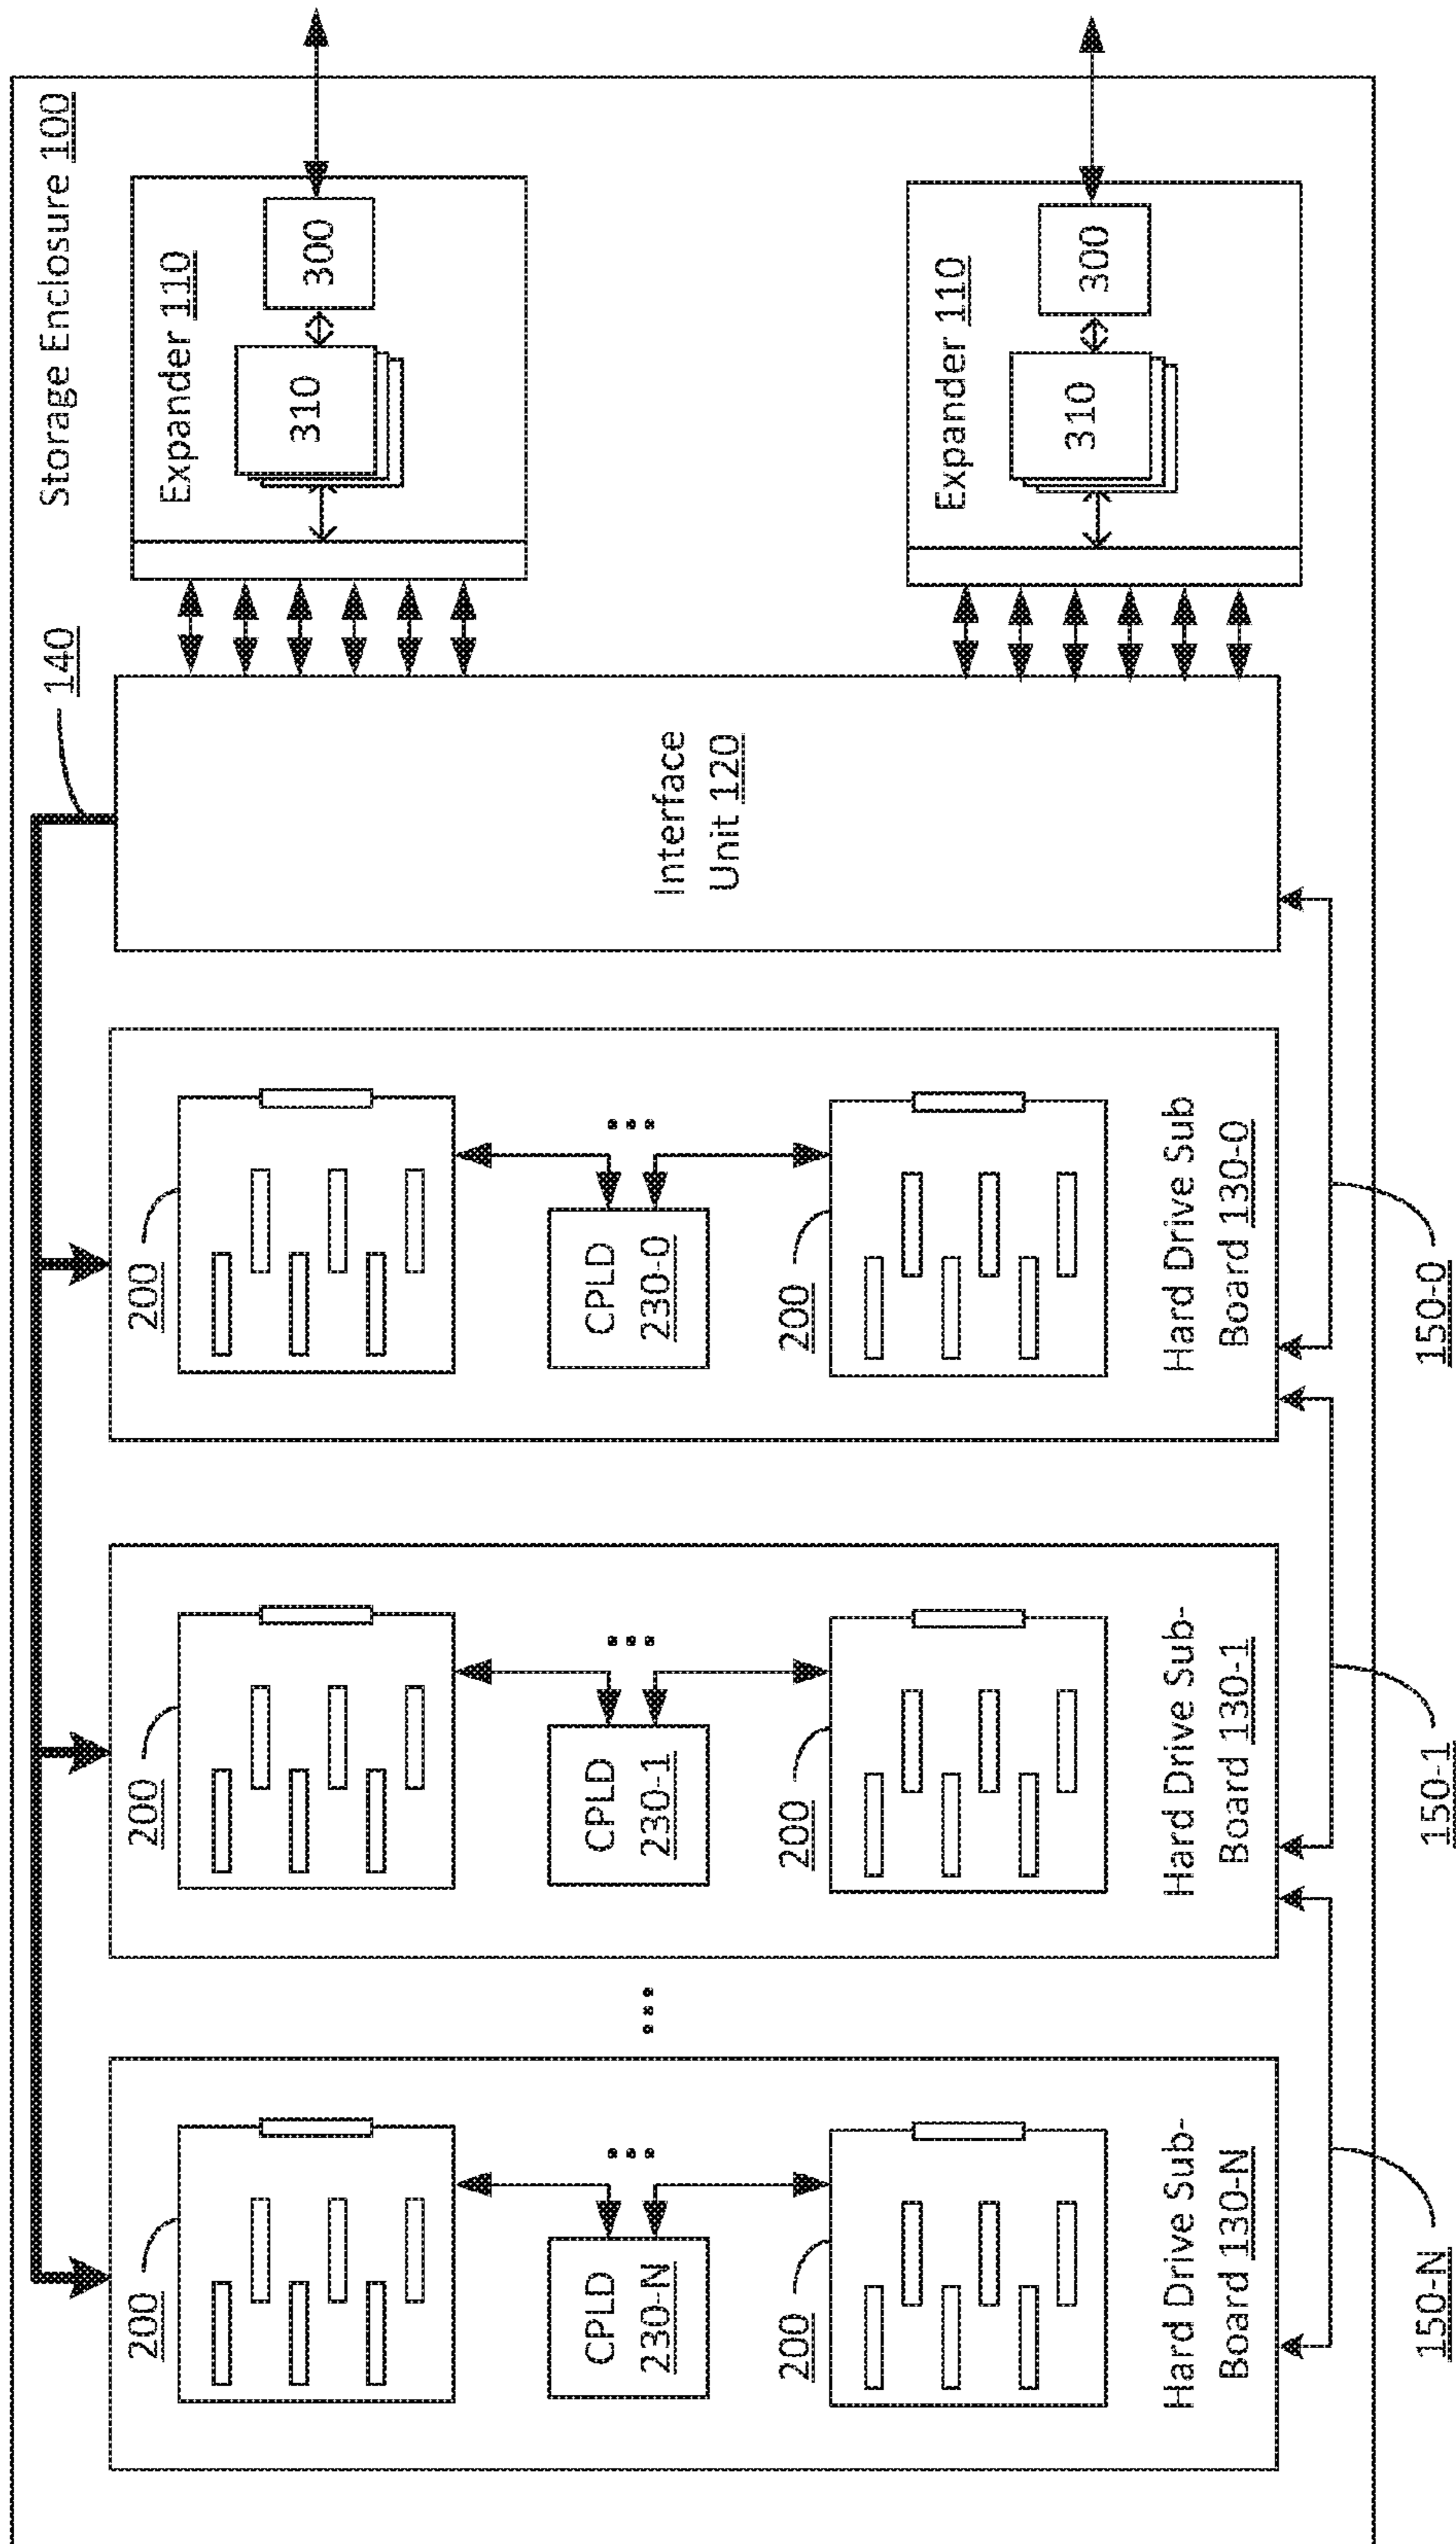 Storage Enclosure 100
140
Expander 110
310
300
Expander 110
310
300
Interface
Unit 120
200
CPLD
230-0
200
Hard Drive Sub
Board 130-0
200
CPLD
230-1
200
Hard Drive Sub-
Board 130-1
...
200
CPLD
230-N
200
Hard Drive Sub-
Board 130-N
150-0
150-1
150-N